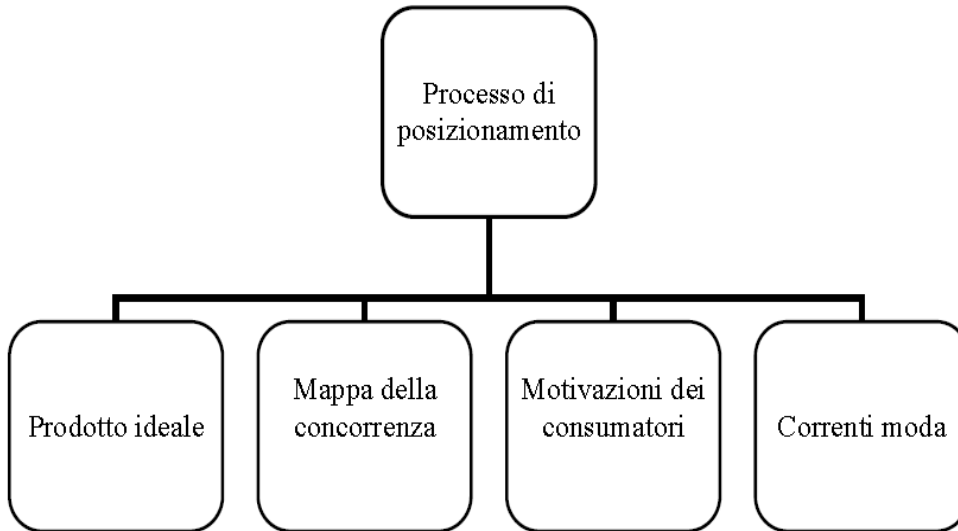 Processo di
posizionamento
Prodotto ideale
Mappa della
concorrenza
Motivazioni dei
consumatori
Correnti moda